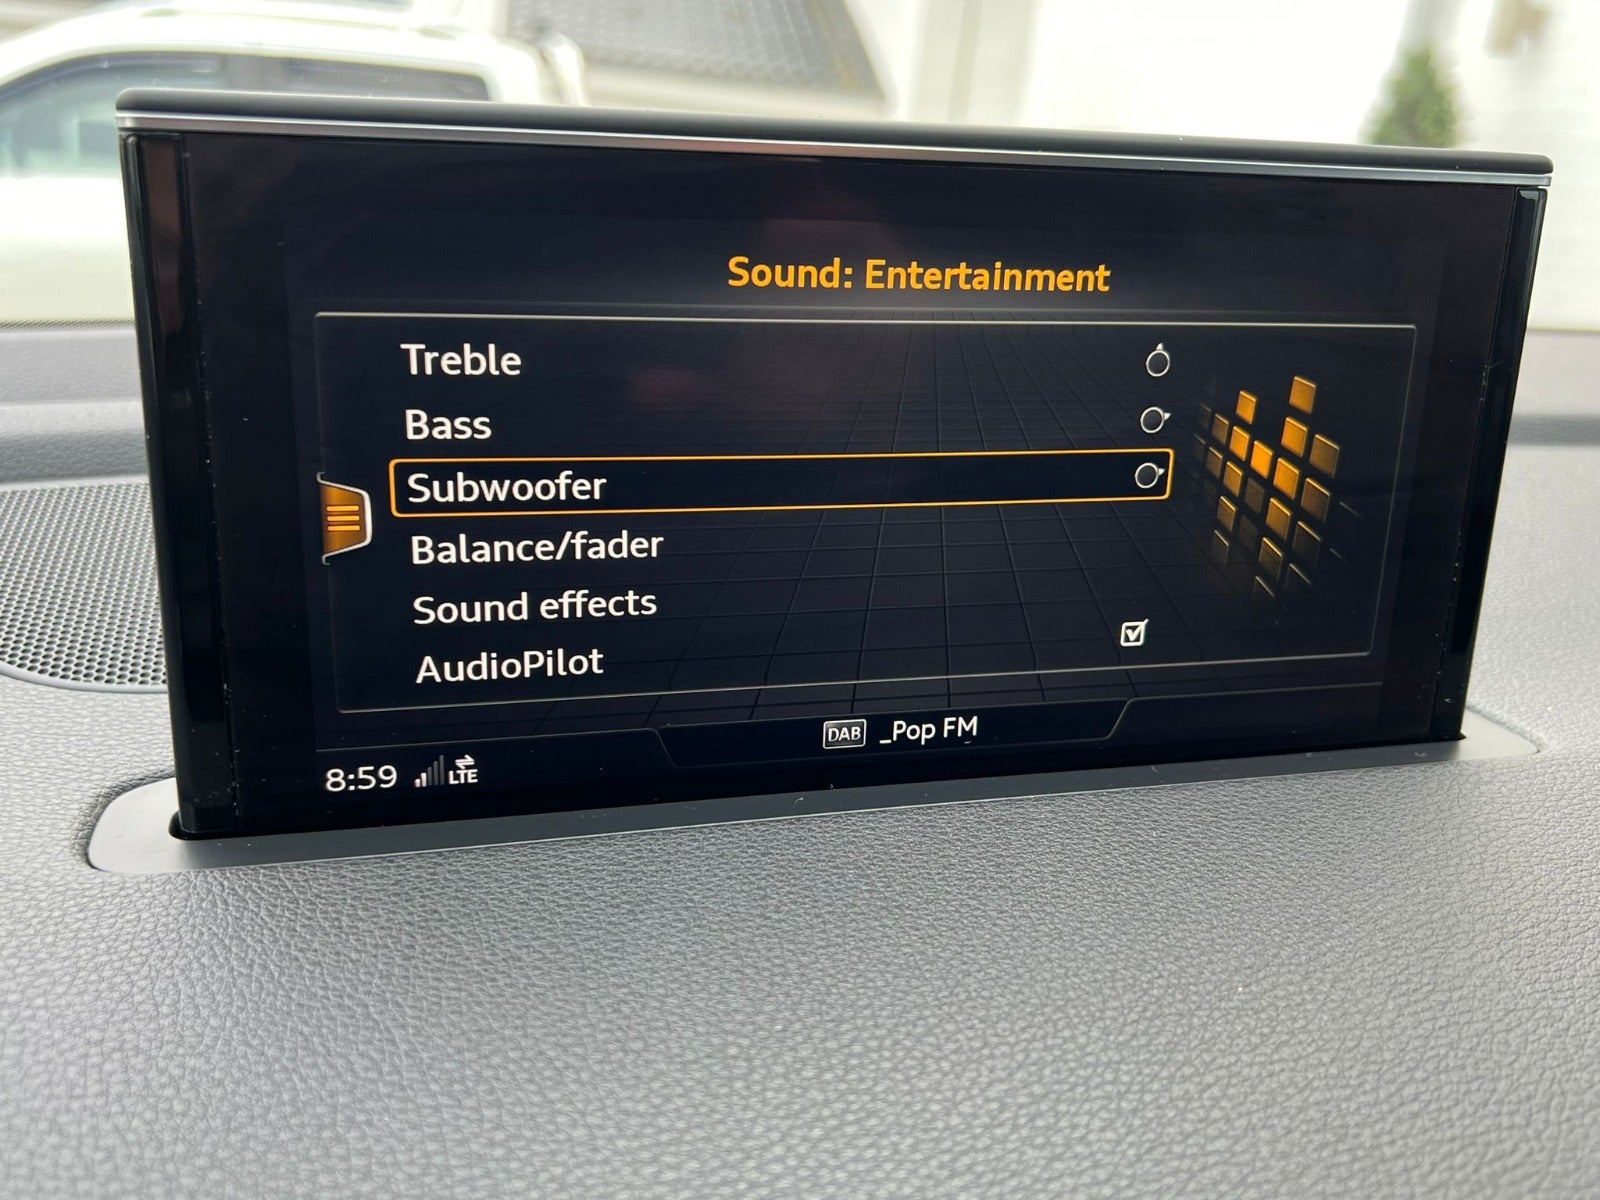 Sound: Entertainment
Treble
Bass
Subwoofer
Balance/fader
Sound effects
AudioPilot
DAB _Pop FM
8:59 LTE